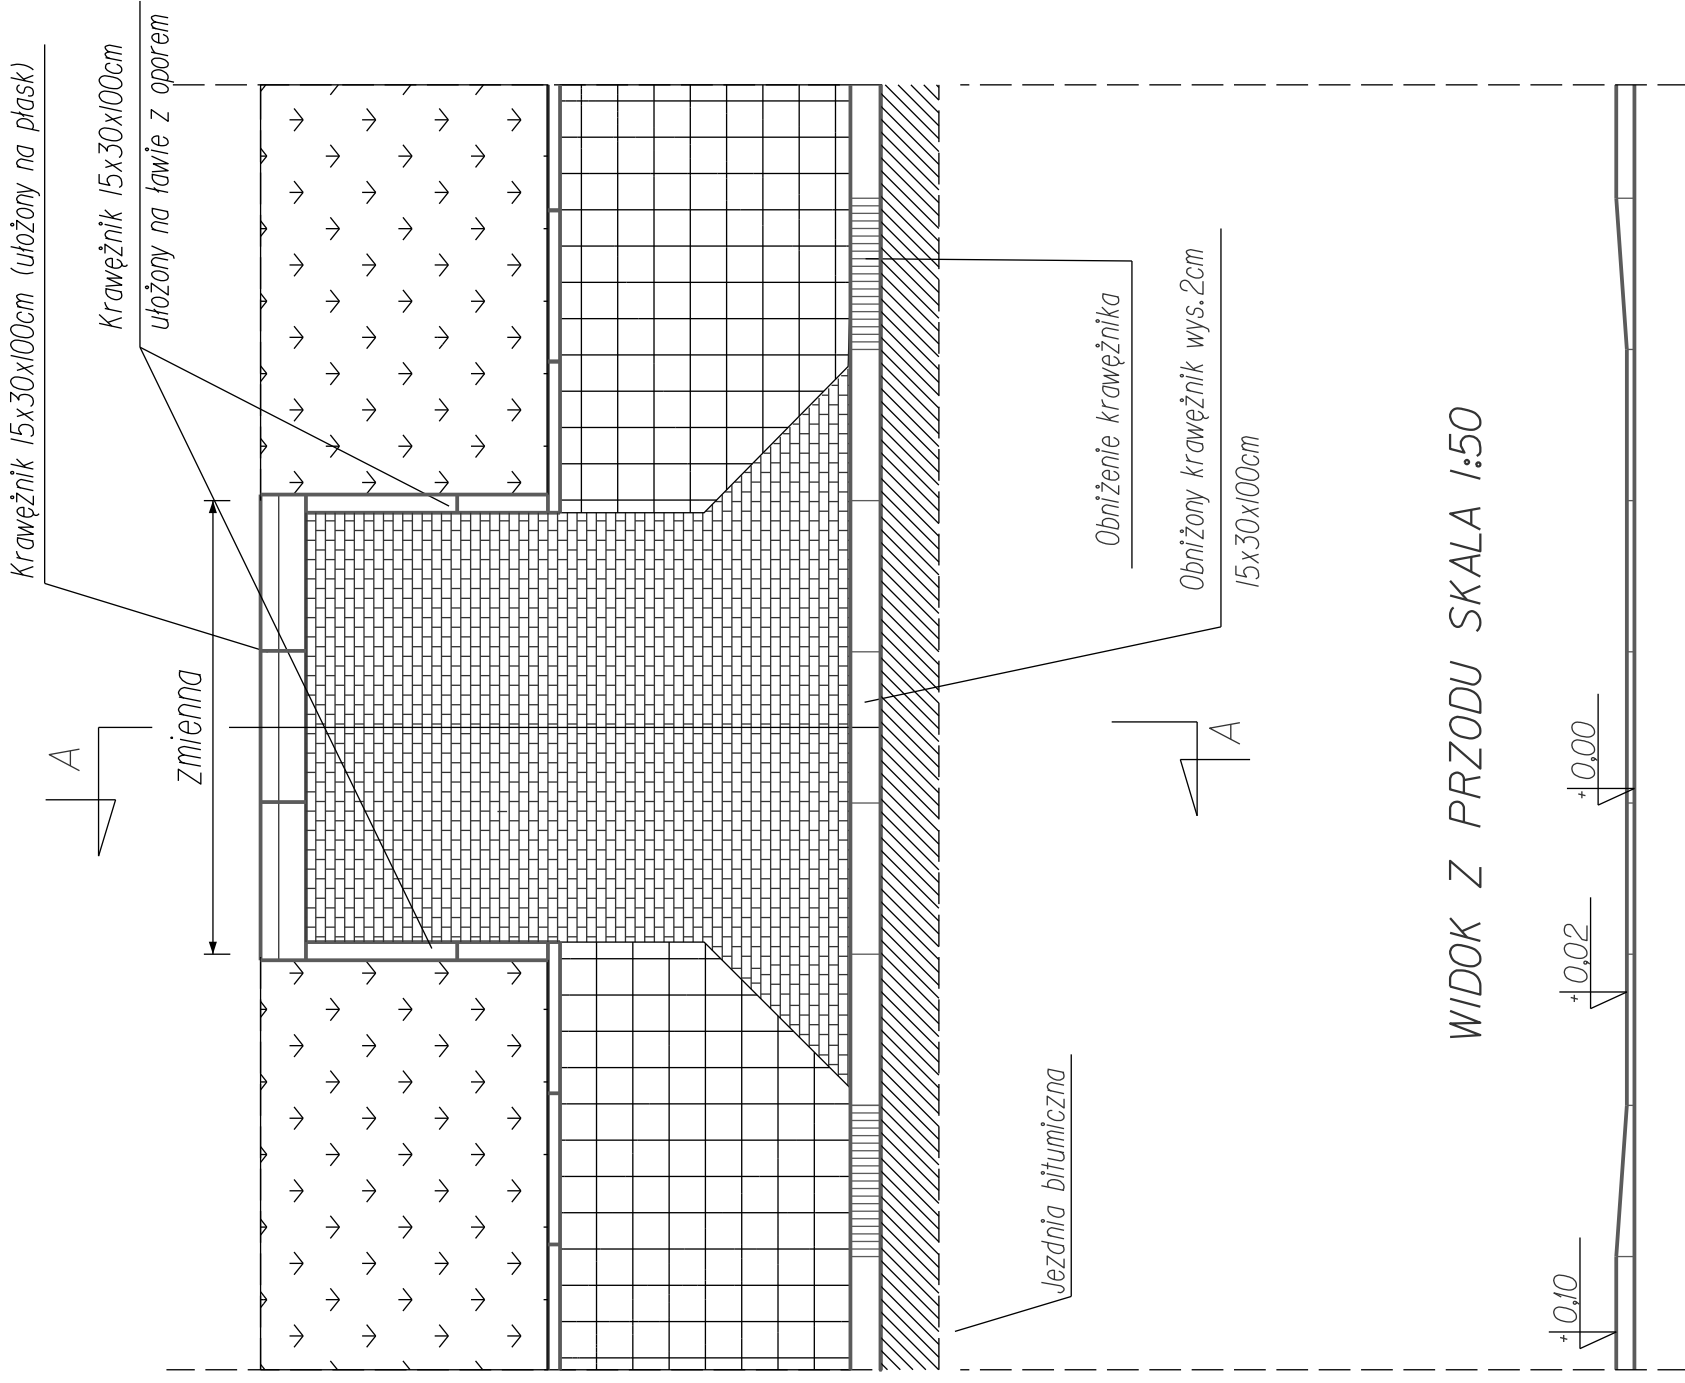 Krawężnik 15x30x100cm (ułożony na płask)
Krawężnik 15x30x100cm
ułożony na ławie z oporem
A
zmienna
Jezdnia bitumiczna
Obniżenie krawężnika
Obniżony krawężnik wys.2cm
15x30x100cm
A
WIDOK Z PRZODU SKALA 1:50
+0,10
+0,02
+0,00